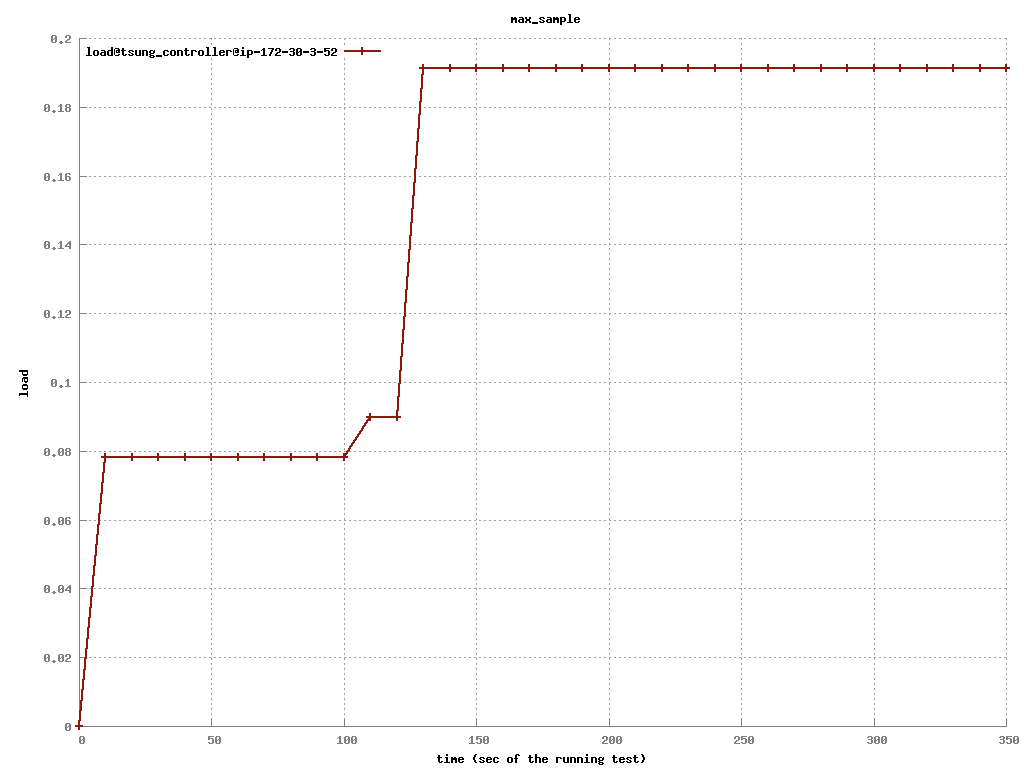 max_sample
load@tsung_controller@ip-172-30-3-52
0.2
0.18
0.16
0.14
0.12
0.1
0.08
0.06
0.04
0.02
0
load
0 50 100 150 200 250 300 350
time (sec of the running test)